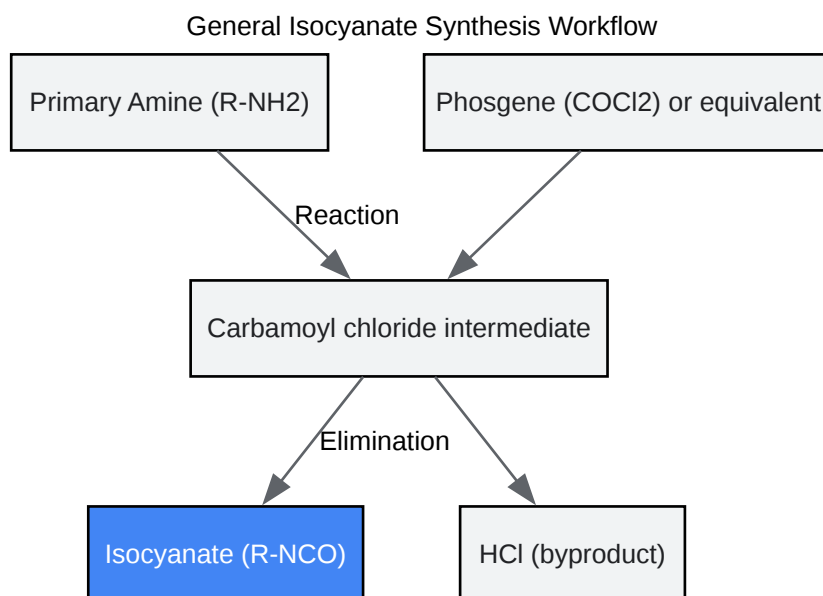 General Isocyanate Synthesis Workflow
Primary Amine (R-NH2)
Phosgene (COCl2) or equivalent
Reaction
Carbamoyl chloride intermediate
Elimination
Isocyanate (R-NCO)
HCl (byproduct)